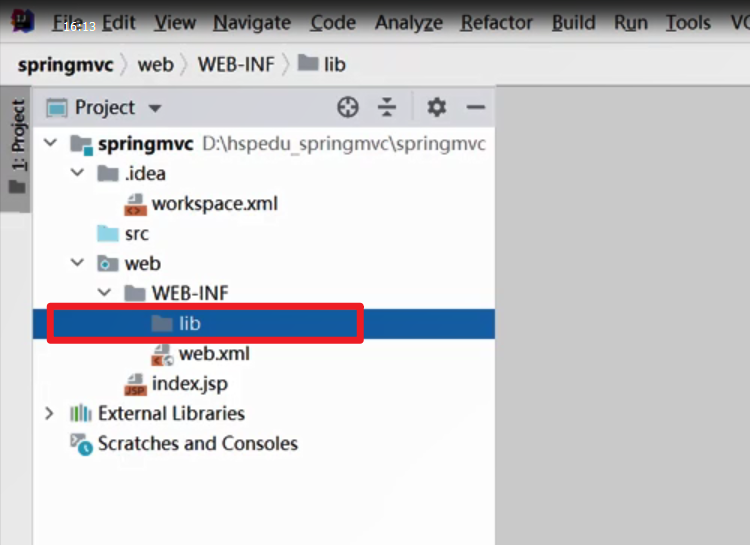 File Edit View Navigate Code Analyze Refactor Build Run Tools VC
16:13
springmvc web WEB-INF lib
1: Project
Project
springmvc D:\hspedu_springmvc\springmvc
.idea
workspace.xml
src
web
WEB-INF
lib
web.xml
index.jsp
External Libraries
Scratches and Consoles